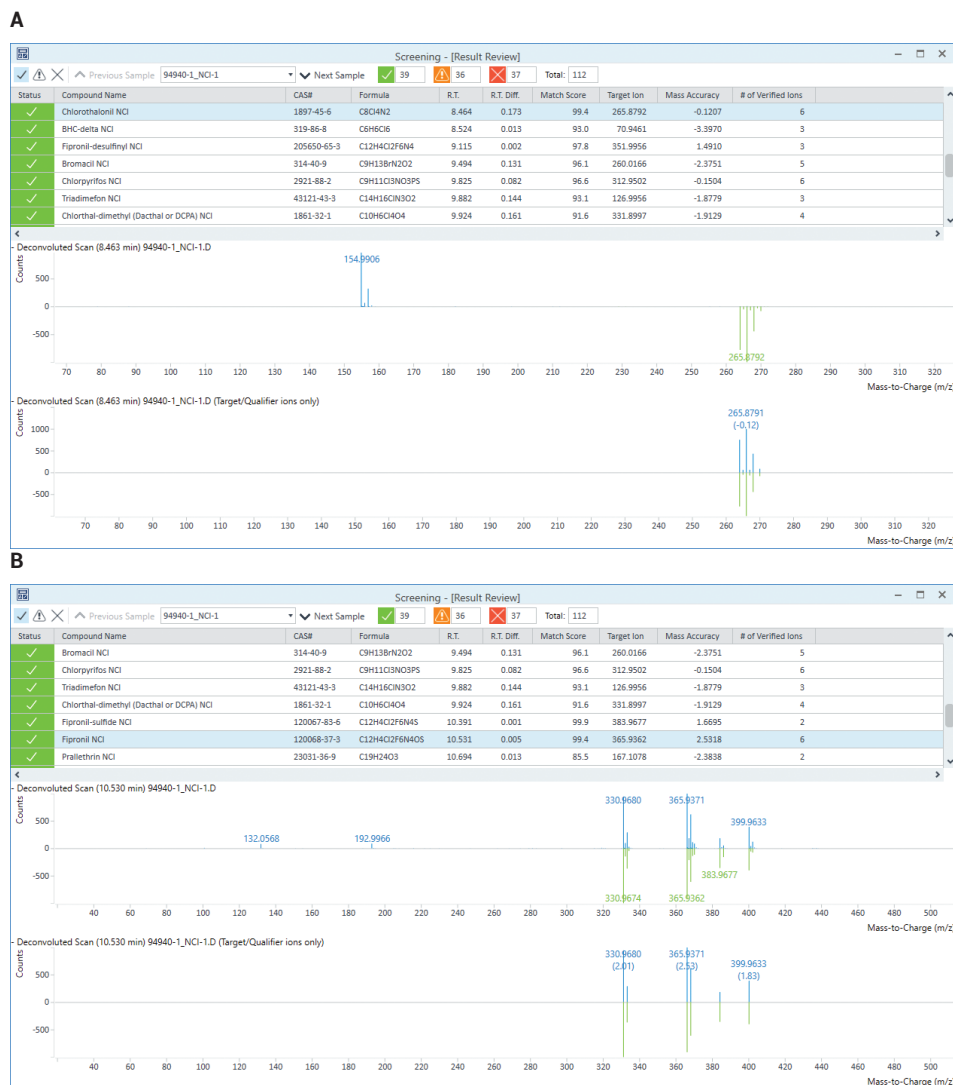 A
Screening - [Result Review]
Previous Sample 94940-1_NCI-1 Next Sample 39 36 37 Total: 112
Status Compound Name CAS# Formula R.T. R.T. Diff. Match Score Target Ion Mass Accuracy # of Verified Ions
Chlorothalonil NCI 1897-45-6 C8Cl4N2 8.464 0.173 99.4 265.8792 -0.1207 6
BHC-delta NCI 319-86-8 C6H6Cl6 8.524 0.013 93.0 70.9461 -3.3970 3
Fipronil-desulfinyl NCI 205650-65-3 C12H4Cl2F6N4 9.115 0.002 97.8 351.9765 1.4910 3
Bromacil NCI 314-40-9 C9H13BrN2O2 9.494 0.131 96.1 260.0166 -2.3751 5
Chlorpyrifos NCI 2921-88-2 C9H11Cl3NO3PS 9.825 0.082 96.6 312.9502 -0.1504 6
Triadimefon NCI 43121-43-3 C14H16ClN3O2 9.882 0.144 93.1 126.9956 -1.8779 3
Chlorthal-dimethyl (Dacthal or DCPA) NCI 1861-32-1 C10H6Cl4O4 9.924 0.161 91.6 331.8997 -1.9129 4
- Deconvoluted Scan (8.463 min) 94940-1_NCI-1.D
Counts
154.9906
500
0
-500
265.8792
70 80 90 100 110 120 130 140 150 160 170 180 190 200 210 220 230 240 250 260 270 280 290 300 310 320
Mass-to-Charge (m/z)
- Deconvoluted Scan (8.463 min) 94940-1_NCI-1.D (Target/Qualifier ions only)
Counts
265.8791
(-0.12)
1000
500
0
-500
70 80 90 100 110 120 130 140 150 160 170 180 190 200 210 220 230 240 250 260 270 280 290 300 310 320
Mass-to-Charge (m/z)
B
Screening - [Result Review]
Previous Sample 94940-1_NCI-1 Next Sample 39 36 37 Total: 112
Status Compound Name CAS# Formula R.T. R.T. Diff. Match Score Target Ion Mass Accuracy # of Verified Ions
Bromacil NCI 314-40-9 C9H13BrN2O2 9.494 0.131 96.1 260.0166 -2.3751 5
Chlorpyrifos NCI 2921-88-2 C9H11Cl3NO3PS 9.825 0.082 96.6 312.9502 -0.1504 6
Triadimefon NCI 43121-43-3 C14H16ClN3O2 9.882 0.144 93.1 126.9956 -1.8779 3
Chlorthal-dimethyl (Dacthal or DCPA) NCI 1861-32-1 C10H6Cl4O4 9.924 0.161 91.6 331.8997 -1.9129 4
Fipronil-sulfide NCI 120067-83-6 C12H4Cl2F6N4S 10.391 0.001 99.9 383.9677 1.6695 2
Fipronil NCI 120068-37-3 C12H4Cl2F6N4OS 10.531 0.005 99.4 365.9362 2.5318 6
Prallethrin NCI 23031-36-9 C19H24O3 10.694 0.013 85.5 167.1078 -2.3838 2
- Deconvoluted Scan (10.530 min) 94940-1_NCI-1.D
Counts
330.9680 365.9371
500
132.0568 192.9966 399.9633
0
-500
383.9677
330.9674 365.9362
40 60 80 100 120 140 160 180 200 220 240 260 280 300 320 340 360 380 400 420 440 460 480 500
Mass-to-Charge (m/z)
- Deconvoluted Scan (10.530 min) 94940-1_NCI-1.D (Target/Qualifier ions only)
Counts
330.9680 365.9371 399.9633
(2.01) (2.53) (1.83)
500
0
-500
40 60 80 100 120 140 160 180 200 220 240 260 280 300 320 340 360 380 400 420 440 460 480 500
Mass-to-Charge (m/z)